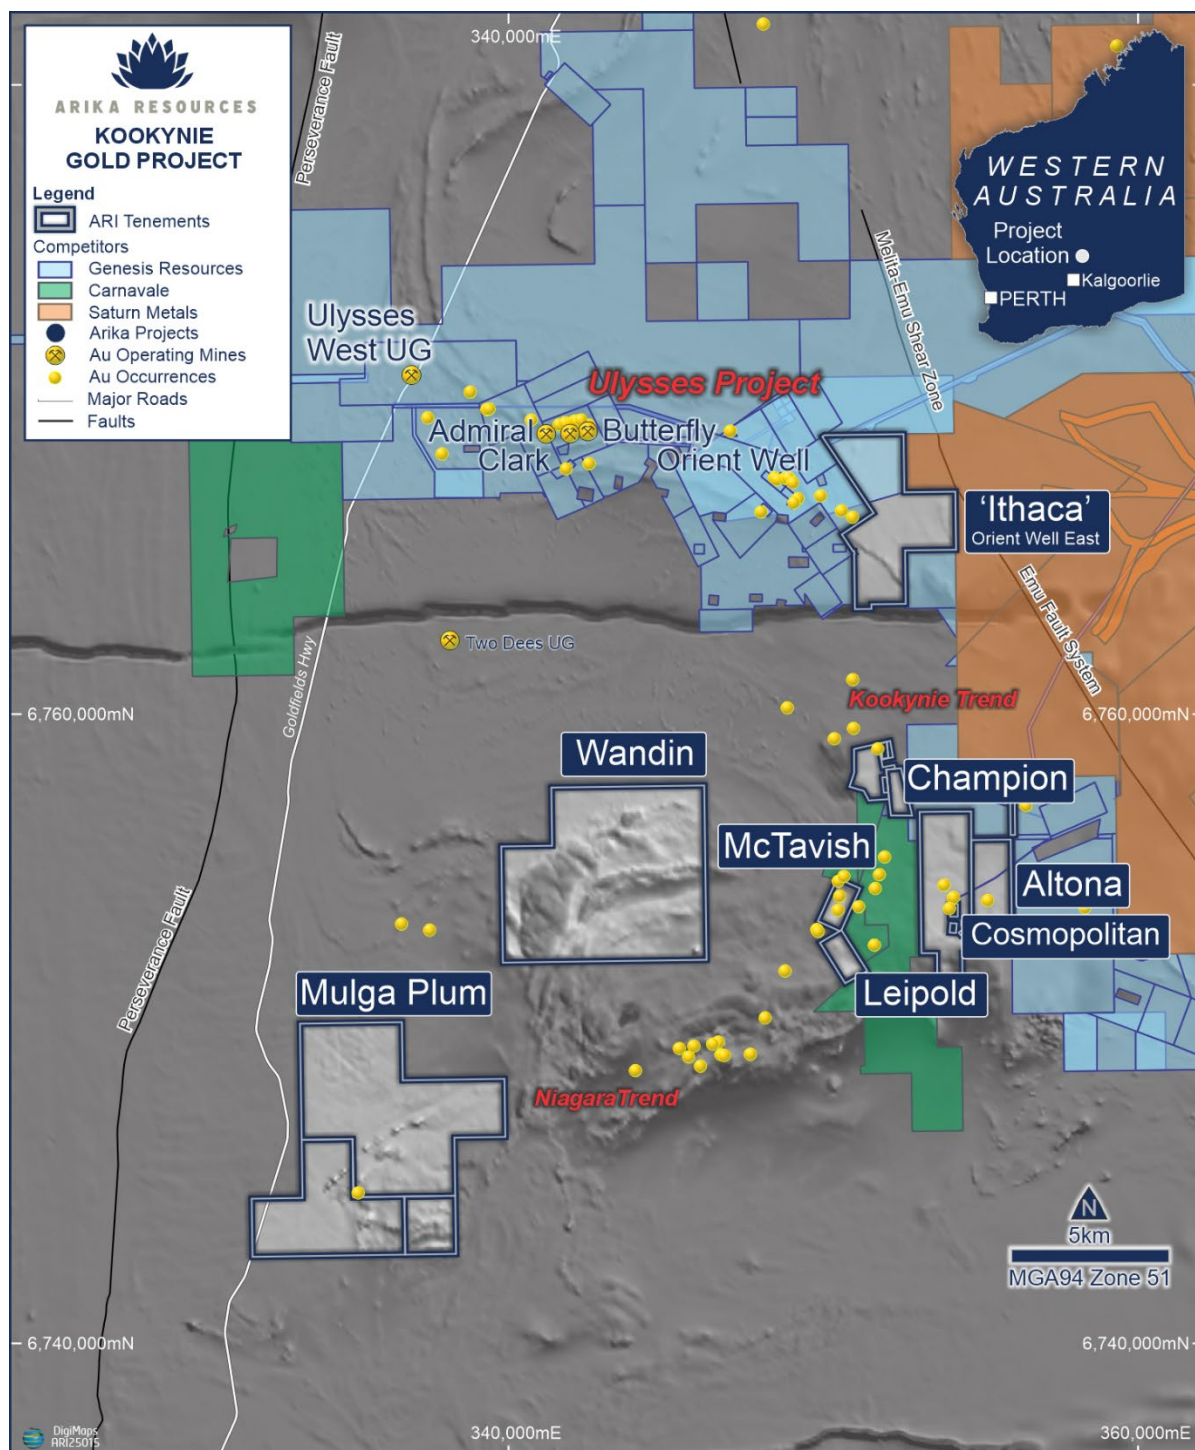 340,000mE
ARIKA RESOURCES
KOOKYNIE
GOLD PROJECT
Legend
ARI Tenements
Competitors
Genesis Resources
Carnavale
Saturn Metals
Arika Projects
Au Operating Mines
Au Occurrences
Major Roads
Faults
Perseverance Fault
WESTERN
AUSTRALIA
Project
Location
Kalgoorlie
PERTH
Melita-Emu Shear Zone
Ulysses
West UG
Ulysses Project
Admiral
Butterfly
Clark
Orient Well
'Ithaca'
Orient Well East
Emu Fault System
Two Dees UG
Goldfields Hwy
Kookynie Trend
6,760,000mN
6,760,000mN
Wandin
Champion
McTavish
Altona
Cosmopolitan
Leipold
Perseverance Fault
Mulga Plum
NiagaraTrend
N
5km
MGA94 Zone 51
6,740,000mN
6,740,000mN
DigiMaps
ARI25015
340,000mE
360,000mE